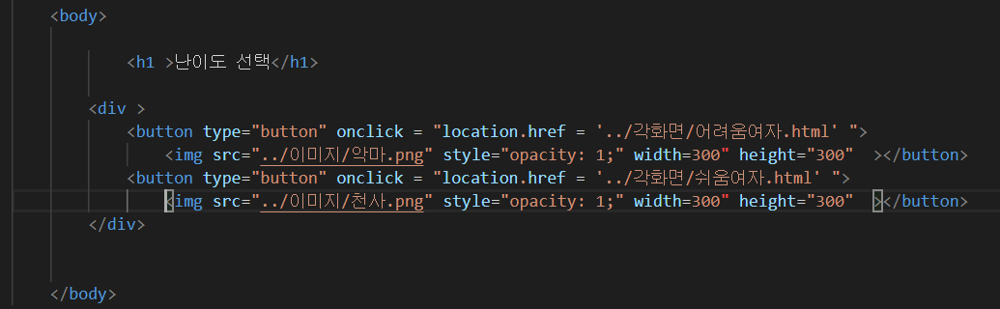 <body>
<h1 >난이도 선택</h1>
<div >
<button type="button" onclick = "location.href = '../각화면/어려움여자.html' ">
<img src="../이미지/악마.png" style="opacity: 1;" width=300" height="300"  ></button>
<button type="button" onclick = "location.href = '../각화면/쉬움여자.html' ">
<img src="../이미지/천사.png" style="opacity: 1;" width=300" height="300"  ></button>
</div>
</body>